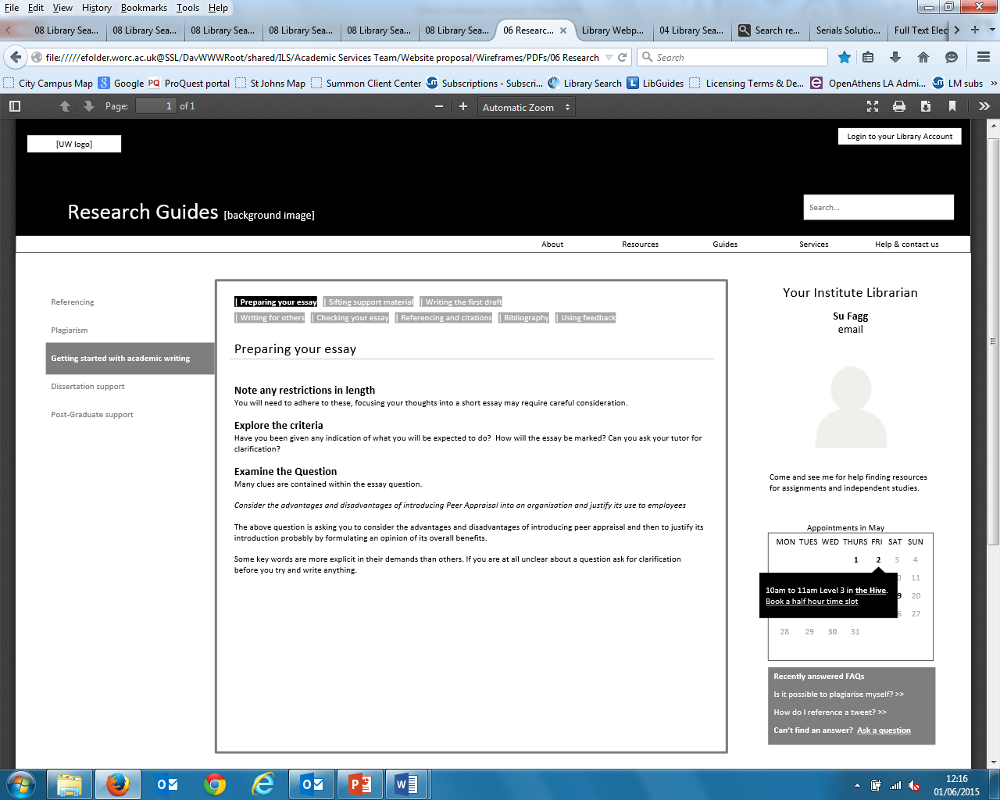 File Edit View History Bookmarks Tools Help
08 Library Sea... 08 Library Sea... 08 Library Sea... 08 Library Sea... 08 Library Sea... 08 Library Sea... 06 Researc... Library Webp... 04 Library Sea... Search re... Serials Solutio... Full Text Elec
file://///efolder.worc.ac.uk@SSL/DavWWWRoot/shared/ILS/Academic Services Team/Website proposal/Wireframes/PDFs/06 Research
Search
City Campus Map Google ProQuest portal St Johns Map Summon Client Center Subscriptions - Subscri... Library Search LibGuides Licensing Terms & De... OpenAthens LA Admi... LM subs
Page: 1 of 1 Automatic Zoom
[UW logo]
Login to your Library Account
Research Guides [background image]
Search...
About Resources Guides Services Help & contact us
Referencing
Plagiarism
Getting started with academic writing
Dissertation support
Post-Graduate support
| Preparing your essay | Sifting support material | Writing the first draft
| Writing for others | Checking your essay | Referencing and citations | Bibliography | Using feedback
Preparing your essay
Note any restrictions in length
You will need to adhere to these, focusing your thoughts into a short essay may require careful consideration.
Explore the criteria
Have you been given any indication of what you will be expected to do? How will the essay be marked? Can you ask your tutor for
clarification?
Examine the Question
Many clues are contained within the essay question.
Consider the advantages and disadvantages of introducing Peer Appraisal into an organisation and justify its use to employees
The above question is asking you to consider the advantages and disadvantages of introducing peer appraisal and then to justify its
introduction probably by formulating an opinion of its overall benefits.
Some key words are more explicit in their demands than others. If you are at all unclear about a question ask for clarification
before you try and write anything.
Your Institute Librarian
Su Fagg
email
Come and see me for help finding resources
for assignments and independent studies.
Appointments in May
MON TUES WED THURS FRI SAT SUN
1 2 3 4
0 11
9 20
6 27
28 29 30 31
10am to 11am Level 3 in the Hive.
Book a half hour time slot
Recently answered FAQs
Is it possible to plagiarise myself? >>
How do I reference a tweet? >>
Can't find an answer? Ask a question
12:16
01/06/2015